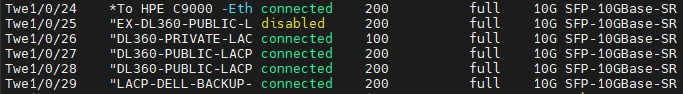 Twe1/0/24 *To HPE C9000 -Eth connected 200 full 10G SFP-10GBase-SR
Twe1/0/25 "EX-DL360-PUBLIC-L disabled 200 full 10G SFP-10GBase-SR
Twe1/0/26 "DL360-PRIVATE-LAC connected 100 full 10G SFP-10GBase-SR
Twe1/0/27 "DL360-PUBLIC-LACP connected 200 full 10G SFP-10GBase-SR
Twe1/0/28 "DL360-PUBLIC-LACP connected 200 full 10G SFP-10GBase-SR
Twe1/0/29 "LACP-DELL-BACKUP- connected 200 full 10G SFP-10GBase-SR